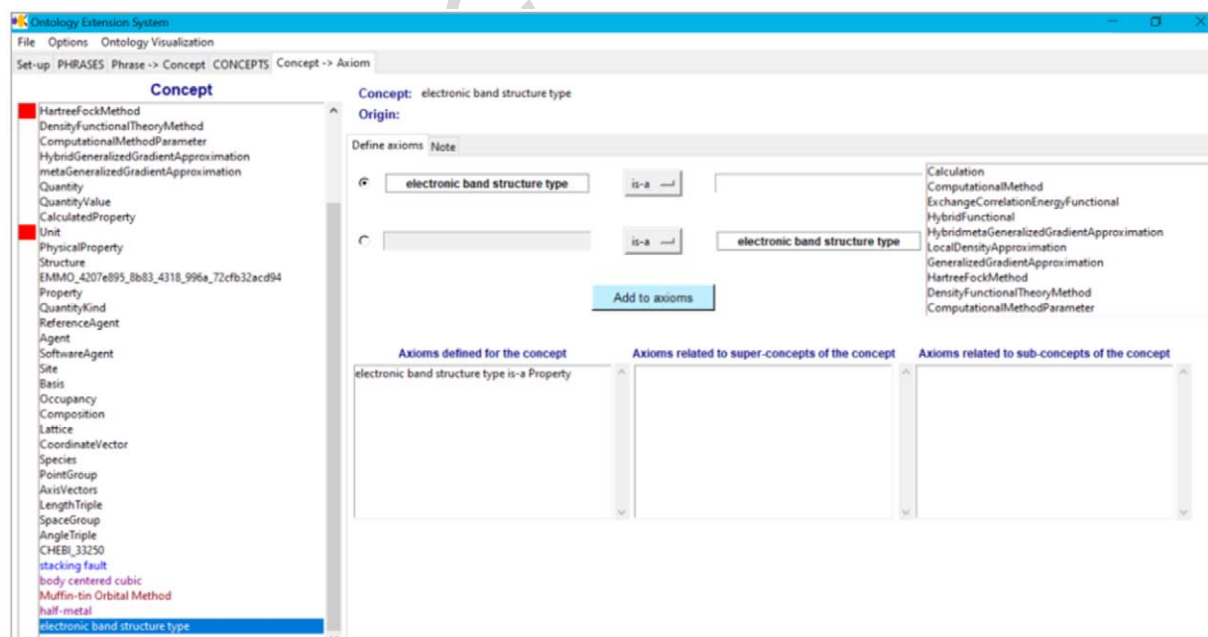 Ontology Extension System
File Options Ontology Visualization
Set-up PHRASES Phrase -> Concept CONCEPTS Concept -> Axiom
Concept
HartreeFockMethod
DensityFunctionalTheoryMethod
ComputationalMethodParameter
HybridGeneralizedGradientApproximation
metaGeneralizedGradientApproximation
Quantity
QuantityValue
CalculatedProperty
Unit
PhysicalProperty
Structure
EMMO_4207e895_8b83_4318_996a_72cfb32acd94
Property
QuantityKind
ReferenceAgent
Agent
SoftwareAgent
Site
Basis
Occupancy
Composition
Lattice
CoordinateVector
Species
PointGroup
AxisVectors
LengthTriple
SpaceGroup
AngleTriple
CHEBI_33250
stacking fault
body centered cubic
Muffin-tin Orbital Method
half-metal
electronic band structure type
Concept: electronic band structure type
Origin:
Define axioms Note
electronic band structure type is-a
is-a electronic band structure type
Add to axioms
Calculation
ComputationalMethod
ExchangeCorrelationEnergyFunctional
HybridFunctional
HybridmetaGeneralizedGradientApproximation
LocalDensityApproximation
GeneralizedGradientApproximation
HartreeFockMethod
DensityFunctionalTheoryMethod
ComputationalMethodParameter
Axioms defined for the concept
electronic band structure type is-a Property
Axioms related to super-concepts of the concept
Axioms related to sub-concepts of the concept